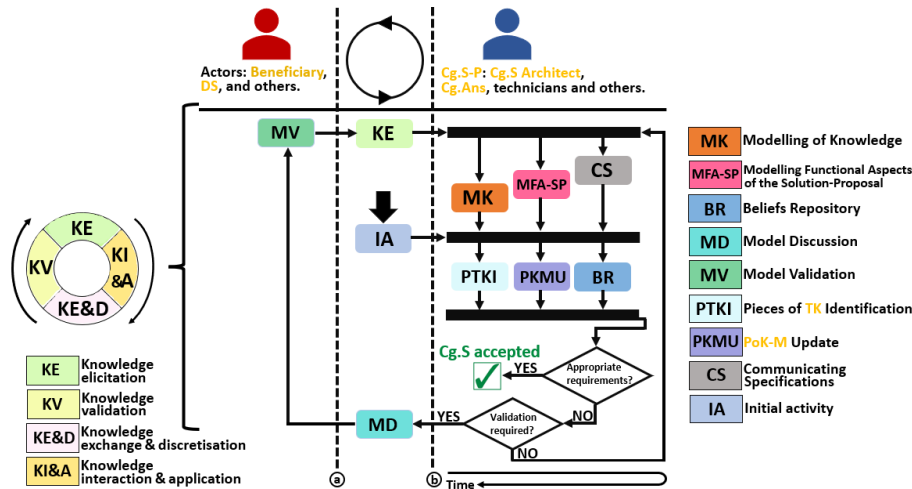 Actors: Beneficiary,
DS, and others.
Cg.S-P: Cg.S Architect,
Cg.Ans, technicians and others.
MV
KE
MK
MFA-SP
CS
IA
PTKI
PKMU
BR
Cg.S accepted
YES
Appropriate
requirements?
NO
MD
YES
Validation
required?
NO
a
b
Time
KE
KV
KI
&A
KE&D
KE
Knowledge
elicitation
KV
Knowledge
validation
KE&D
Knowledge
exchange & discretisation
KI&A
Knowledge
interaction & application
MK
Modelling of Knowledge
MFA-SP
Modelling Functional Aspects
of the Solution-Proposal
BR
Beliefs Repository
MD
Model Discussion
MV
Model Validation
PTKI
Pieces of TK Identification
PKMU
PoK-M Update
CS
Communicating
Specifications
IA
Initial activity